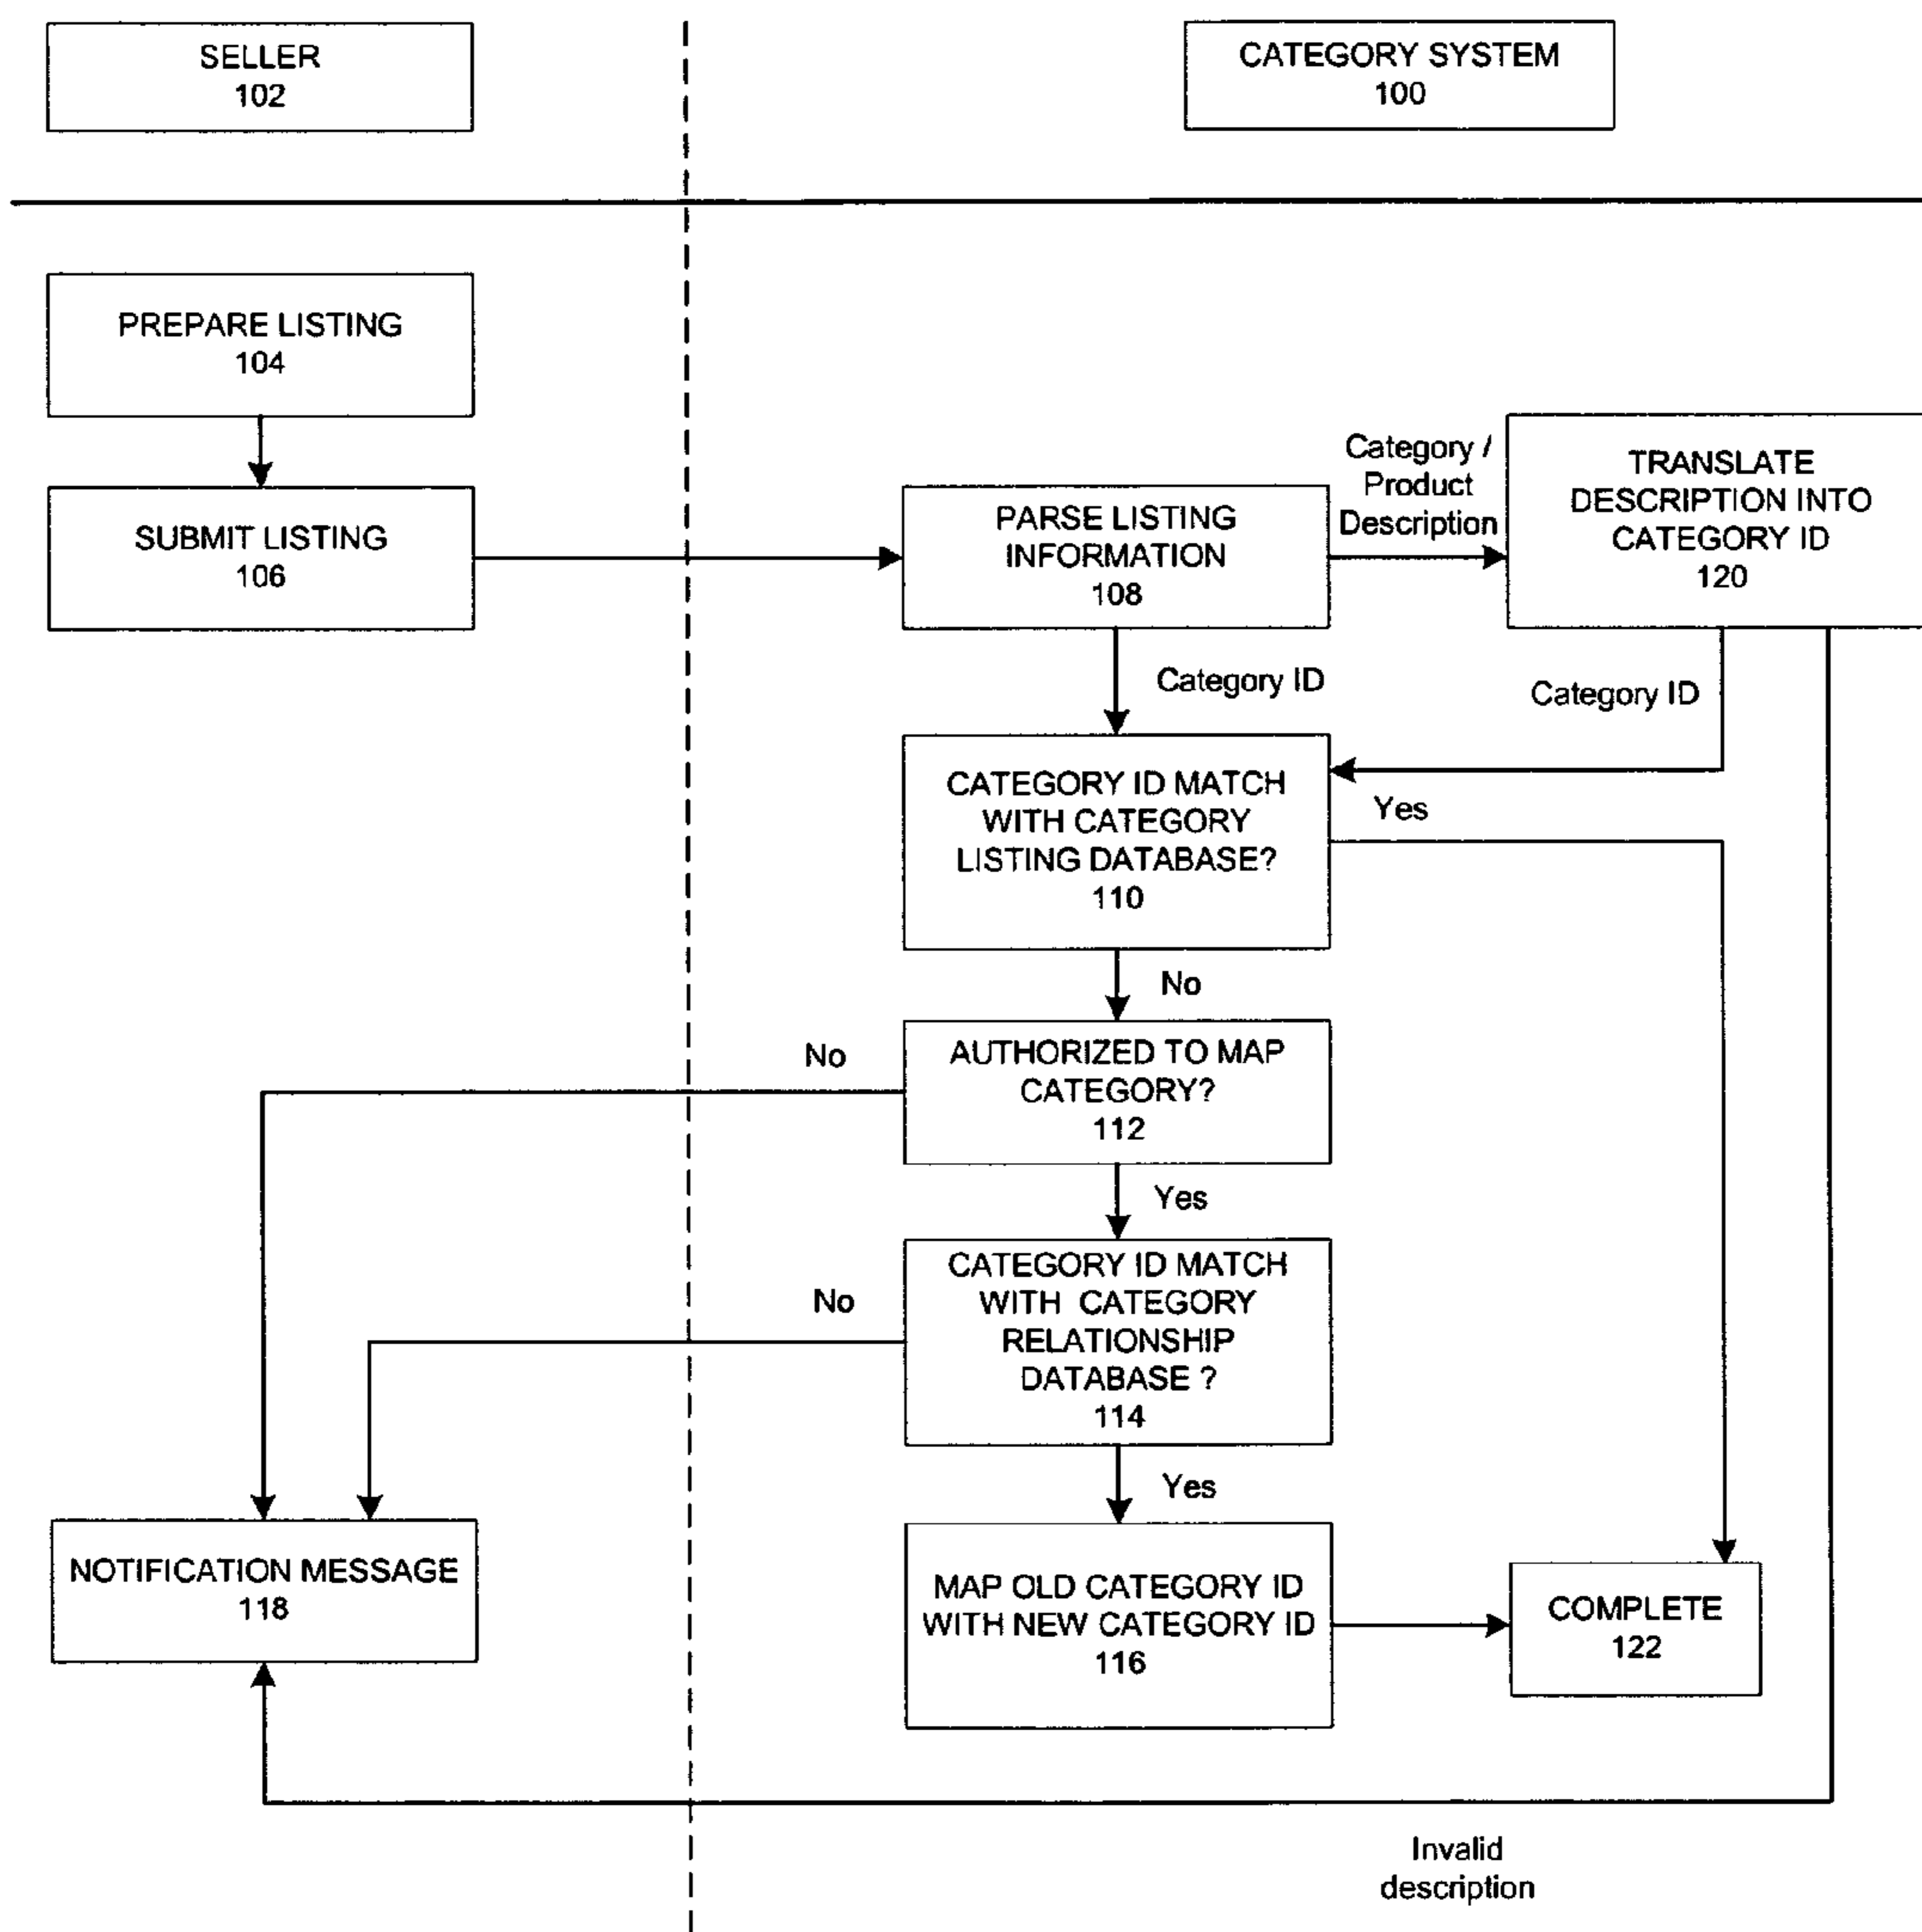 SELLER
102
CATEGORY SYSTEM
100
PREPARE LISTING
104
SUBMIT LISTING
106
PARSE LISTING
INFORMATION
108
Category /
Product
Description
TRANSLATE
DESCRIPTION INTO
CATEGORY ID
120
Category ID
Category ID
CATEGORY ID MATCH
WITH CATEGORY
LISTING DATABASE?
110
Yes
No
No
AUTHORIZED TO MAP
CATEGORY?
112
Yes
No
CATEGORY ID MATCH
WITH CATEGORY
RELATIONSHIP
DATABASE ?
114
Yes
NOTIFICATION MESSAGE
118
MAP OLD CATEGORY ID
WITH NEW CATEGORY ID
116
COMPLETE
122
Invalid
description